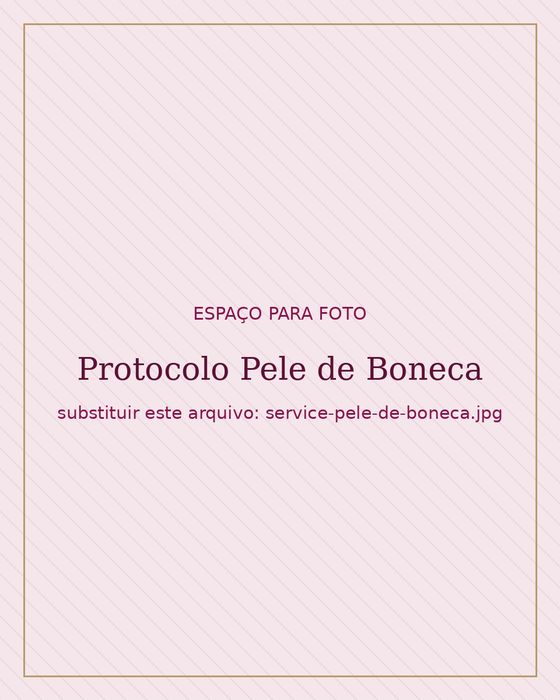 ESPAÇO PARA FOTO
Protocolo Pele de Boneca
substituir este arquivo: service-pele-de-boneca.jpg